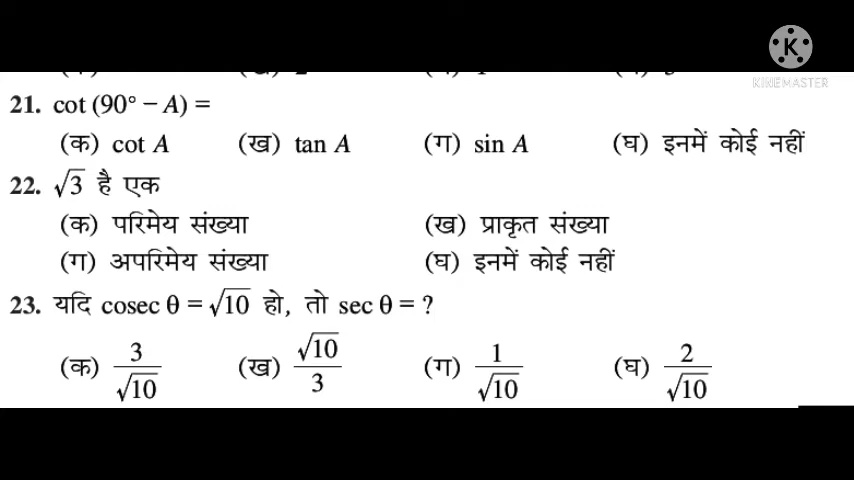 K
KINEMASTER
21. cot (90° – A) =
(क) cot A (ख) tan A (ग) sin A (घ) इनमें कोई नहीं
22. √3 है एक
(क) परिमेय संख्या (ख) प्राकृत संख्या
(ग) अपरिमेय संख्या (घ) इनमें कोई नहीं
23. यदि cosec θ = √10 हो, तो sec θ = ?
(क) 3/√10 (ख) √10/3 (ग) 1/√10 (घ) 2/√10